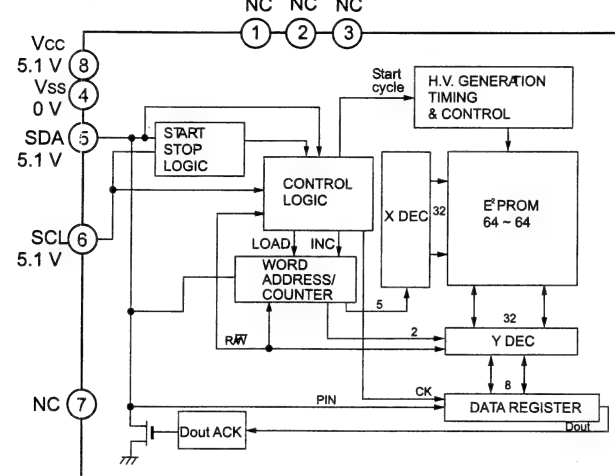 NC NC NC
1 2 3
Vcc
5.1 V
8
Vss
0 V
4
SDA
5.1 V
5
SCL
5.1 V
6
NC
7
START
STOP
LOGIC
CONTROL
LOGIC
Start
cycle
H.V. GENERATION
TIMING
& CONTROL
X DEC
32
E²PROM
64 ~ 64
LOAD
INC
WORD
ADDRESS/
COUNTER
5
2
R/W
32
Y DEC
8
CK
PIN
DATA REGISTER
Dout
Dout ACK